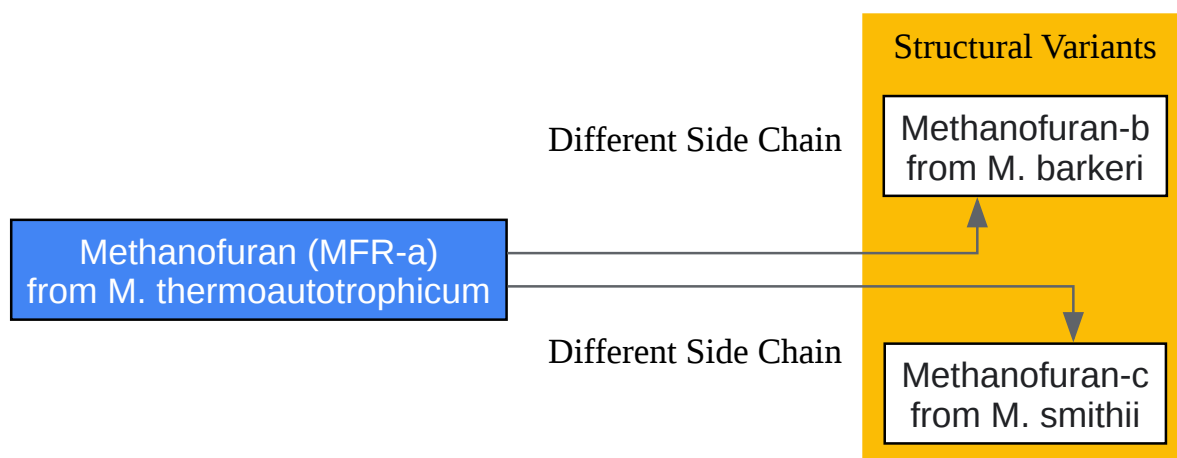 Structural Variants
Different Side Chain
Methanofuran-b
from M. barkeri
Methanofuran (MFR-a)
from M. thermoautotrophicum
Different Side Chain
Methanofuran-c
from M. smithii